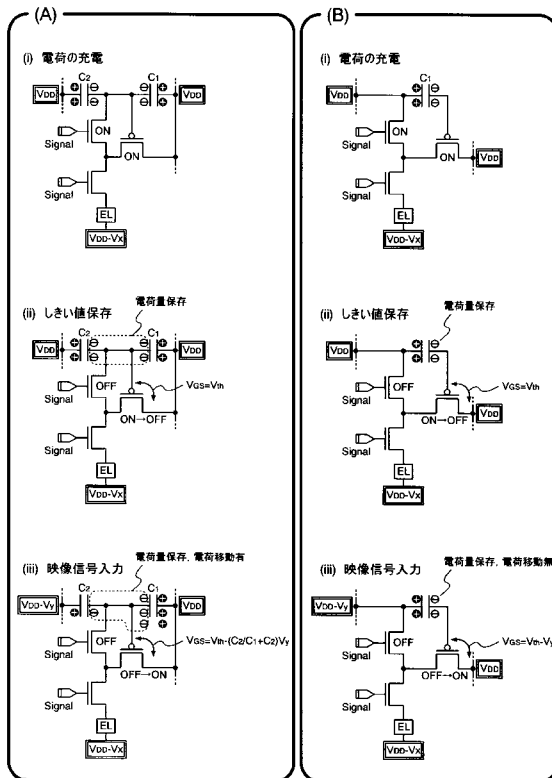 (A)
(i) 電荷の充電
C2
C1
VDD
⊕
⊖
⊖
⊕
VDD
⊕
⊖
⊖
⊕
ON
Signal
ON
Signal
EL
VDD-VX
(ii) しきい値保存
電荷量保存
C2
C1
VDD
⊕
⊖
⊖
⊕
VDD
⊕
⊖
⊖
⊕
OFF
VGS=Vth
Signal
ON→OFF
Signal
EL
VDD-VX
(iii) 映像信号入力
電荷量保存, 電荷移動有
C2
C1
VDD-Vy
⊕
⊖
⊖
⊕
VDD
⊕
⊖
⊕
⊖
⊕
OFF
VGS=Vth-(C2/C1+C2)Vy
Signal
OFF→ON
Signal
EL
VDD-VX
(B)
(i) 電荷の充電
C1
VDD
⊕
⊖
⊕
⊖
ON
Signal
ON
VDD
Signal
EL
VDD-VX
(ii) しきい値保存
電荷量保存
VDD
⊕
⊖
⊕
⊖
OFF
VGS=Vth
Signal
ON→OFF
VDD
Signal
EL
VDD-VX
(iii) 映像信号入力
電荷量保存, 電荷移動無
VDD-Vy
⊕
⊖
⊕
⊖
OFF
VGS=Vth-Vy
Signal
OFF→ON
VDD
Signal
EL
VDD-VX